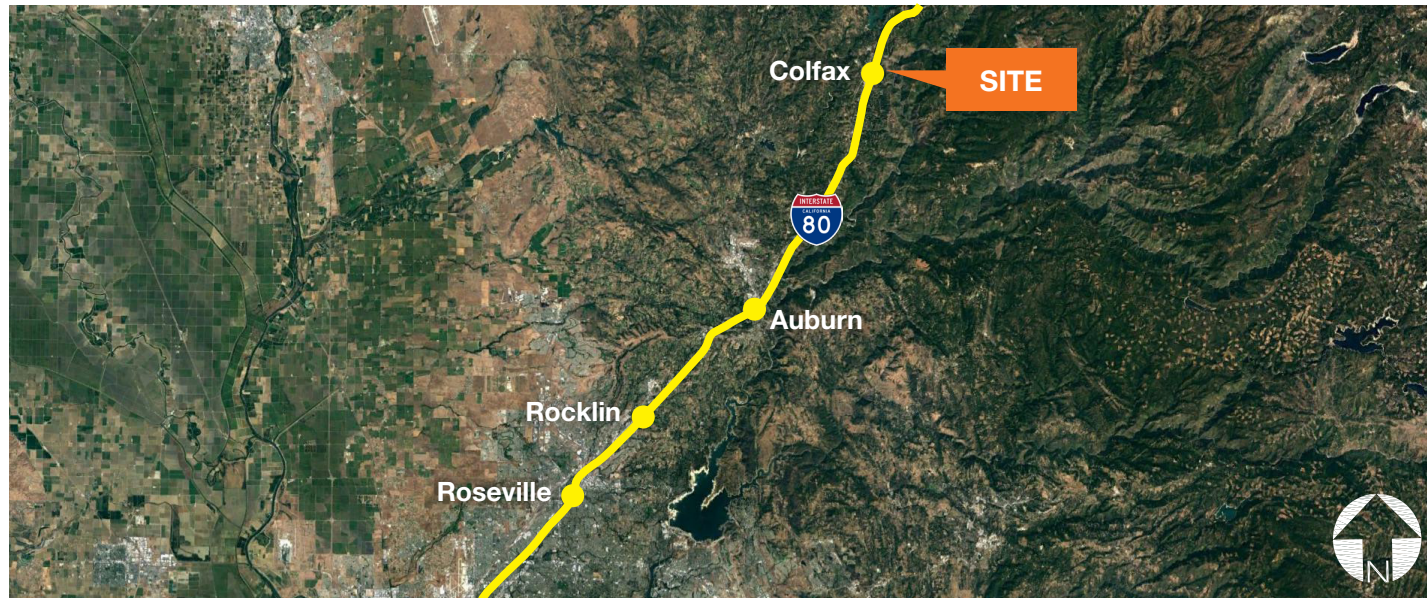 Colfax
SITE
INTERSTATE
CALIFORNIA
80
Auburn
Rocklin
Roseville
N